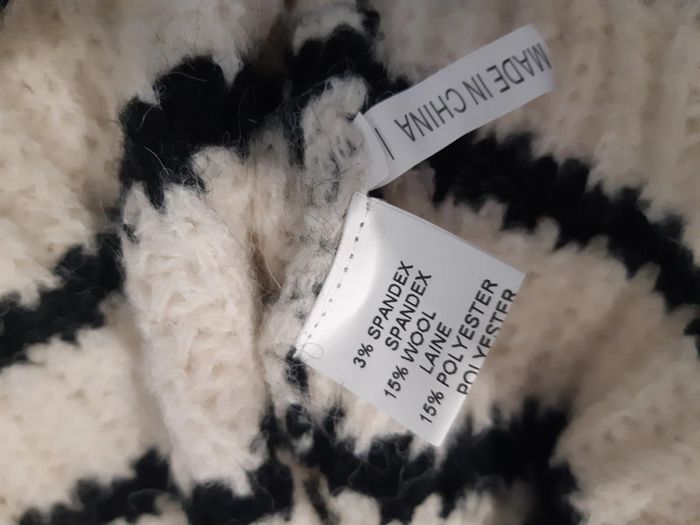 MADE IN CHINA
3% SPANDEX
SPANDEX
15% WOOL
LAINE
15% POLYESTER
POLYESTER